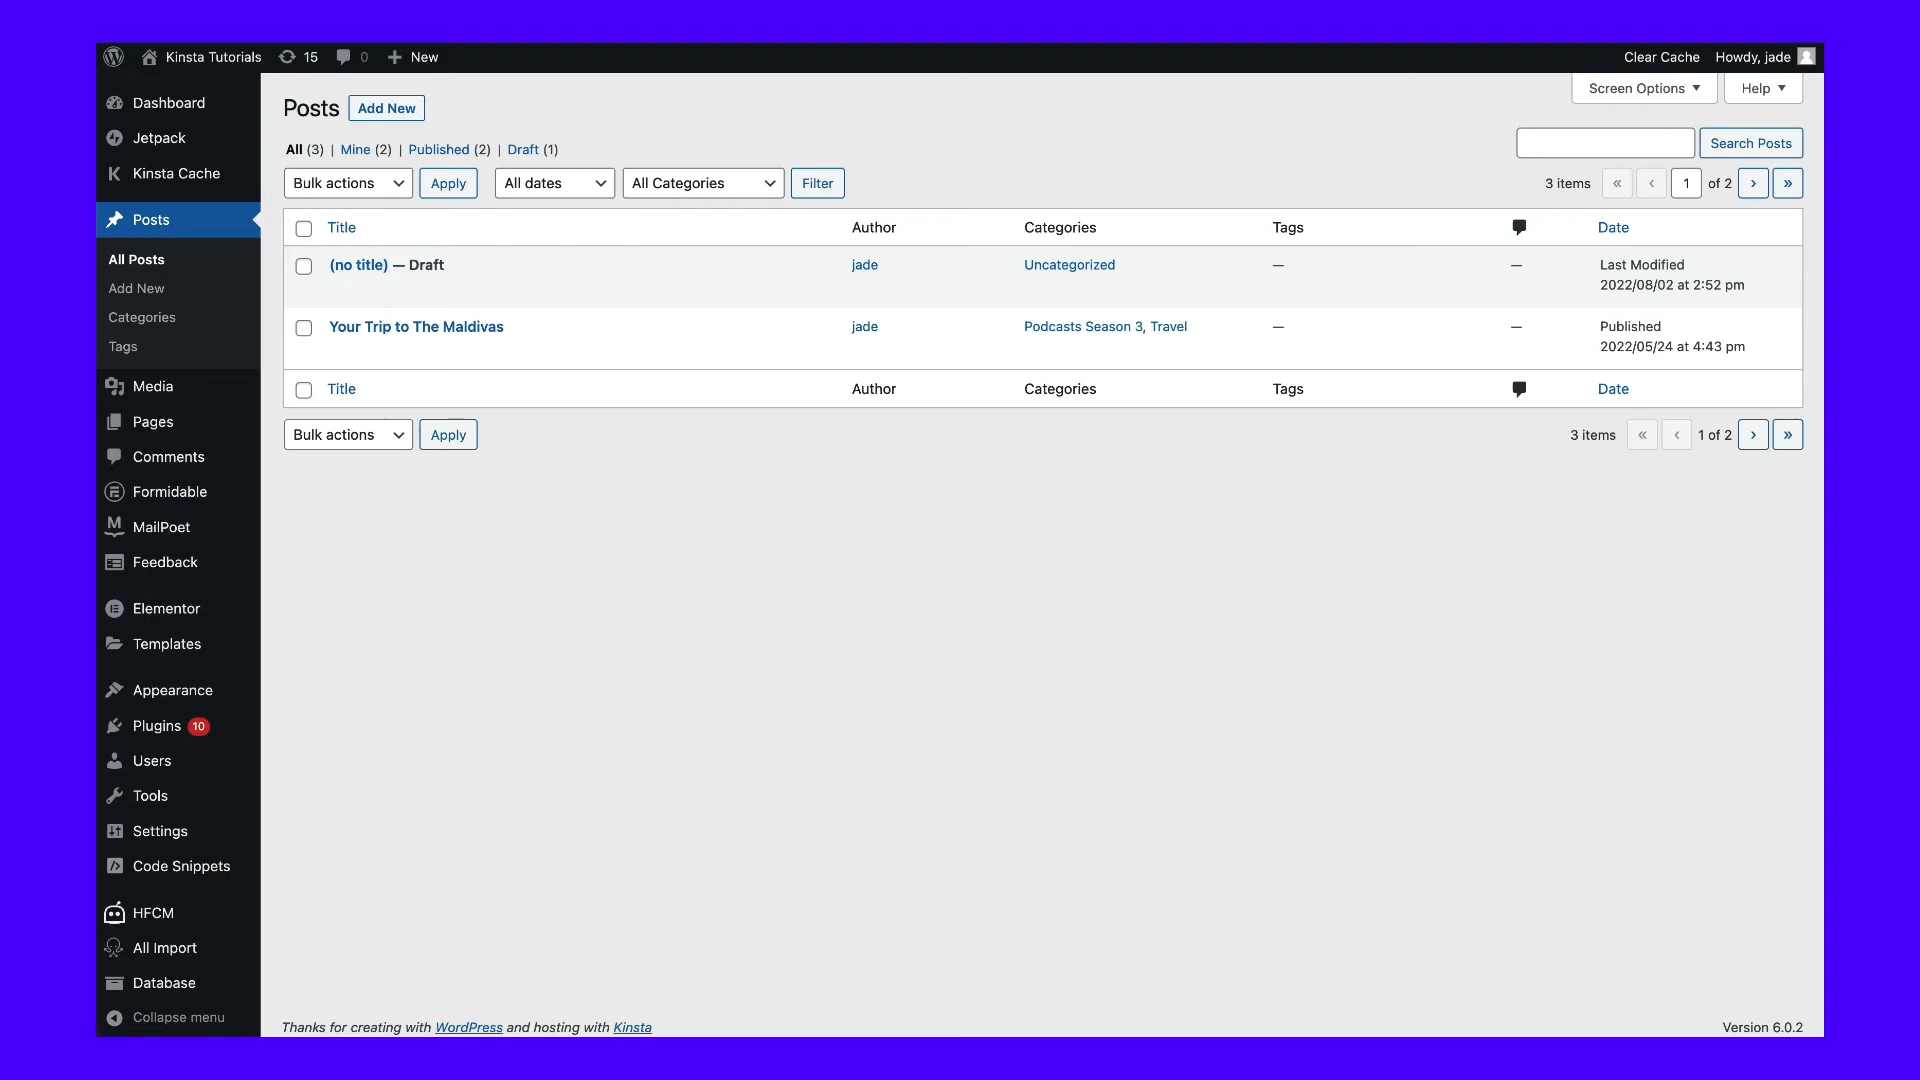 Kinsta Tutorials 15 0 New Clear Cache Howdy, jade
Dashboard
Jetpack
Kinsta Cache
Posts
All Posts
Add New
Categories
Tags
Media
Pages
Comments
Formidable
MailPoet
Feedback
Elementor
Templates
Appearance
Plugins 10
Users
Tools
Settings
Code Snippets
HFCM
All Import
Database
Collapse menu
Screen Options ▼ Help ▼
Posts Add New
All (3) | Mine (2) | Published (2) | Draft (1)
Search Posts
Bulk actions Apply All dates All Categories Filter 3 items « ‹ 1 of 2 › »
Title Author Categories Tags Date
(no title) — Draft jade Uncategorized — — Last Modified
2022/08/02 at 2:52 pm
Your Trip to The Maldivas jade Podcasts Season 3, Travel — — Published
2022/05/24 at 4:43 pm
Title Author Categories Tags Date
Bulk actions Apply 3 items « ‹ 1 of 2 › »
Thanks for creating with WordPress and hosting with Kinsta Version 6.0.2